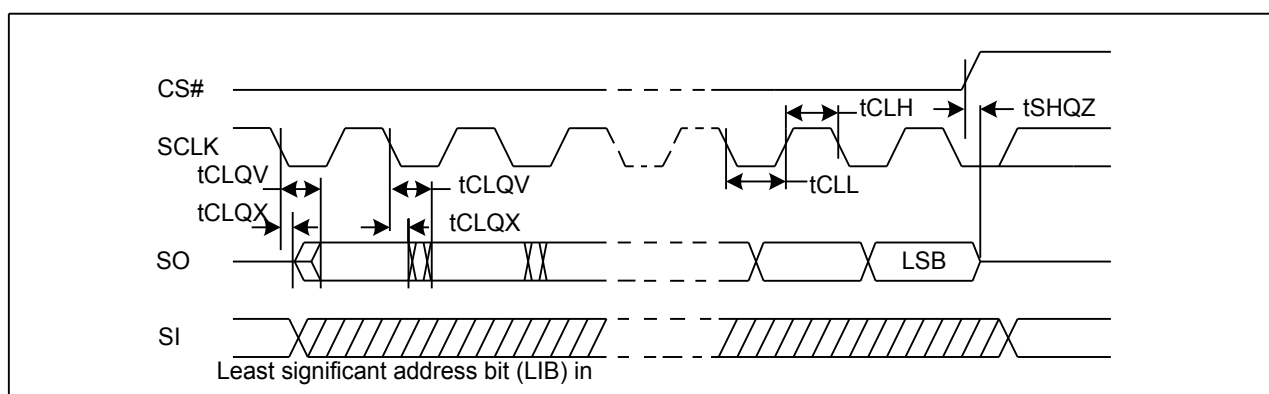 CS#
tCLH
tSHQZ
SCLK
tCLQV
tCLQV
tCLL
tCLQX
tCLQX
SO
LSB
SI
Least significant address bit (LIB) in